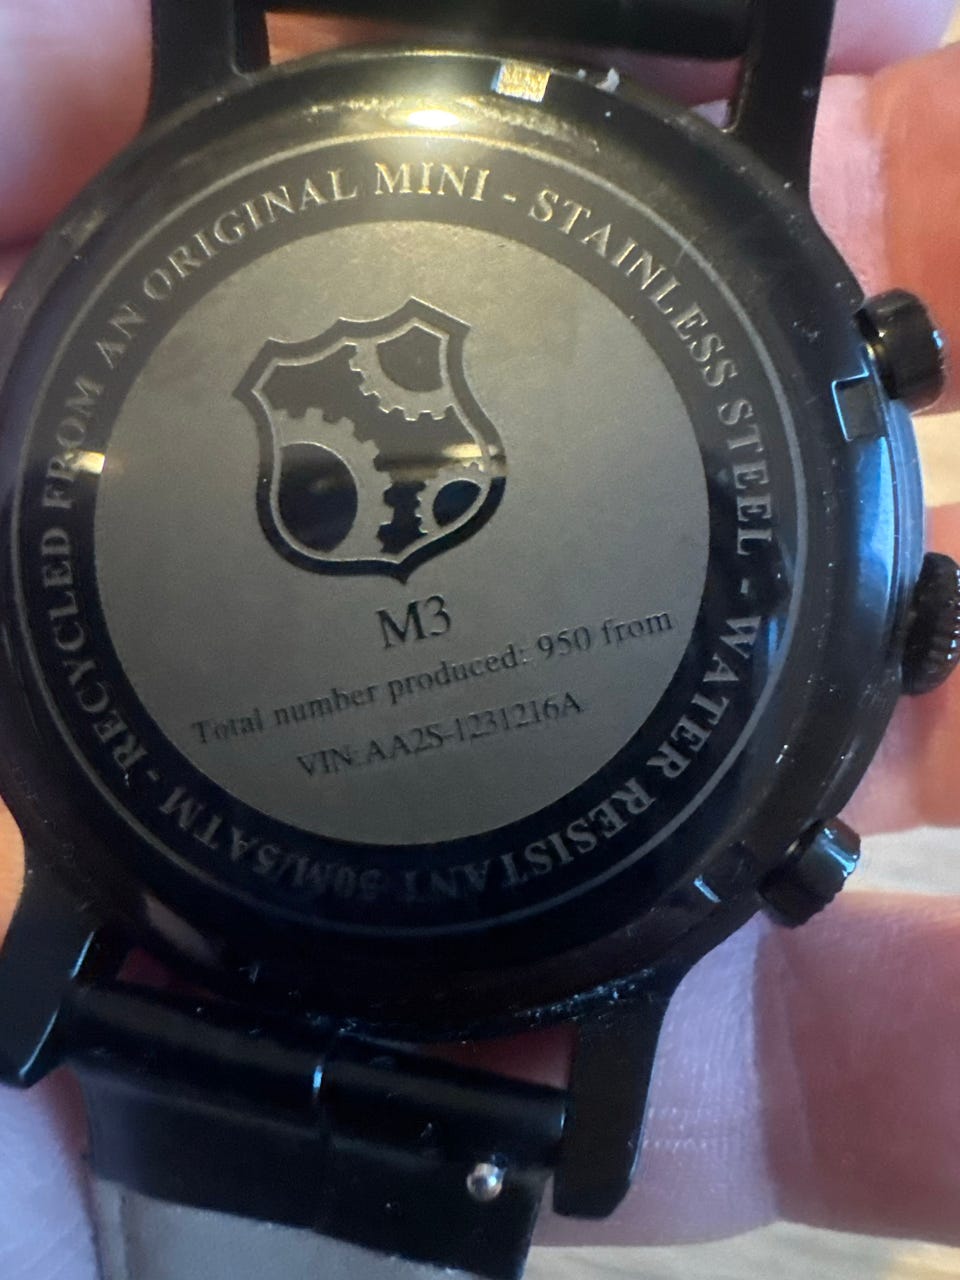 RECYCLED FROM AN ORIGINAL MINI - STAINLESS STEEL - WATER RESISTANT 50M/5ATM -
M3
Total number produced: 950 from
VIN: AA2S-1231216A